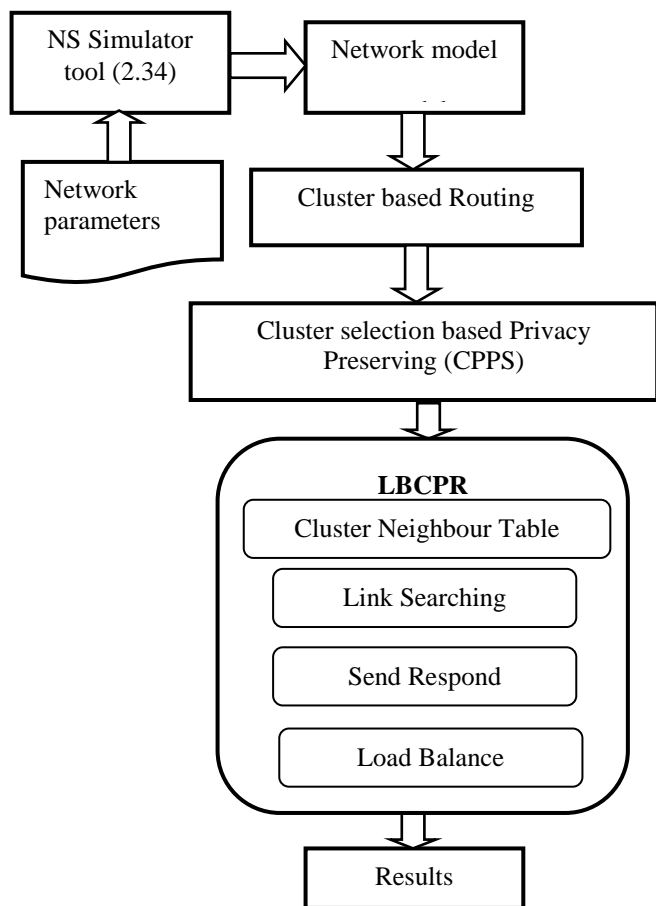 NS Simulator
tool (2.34)
Network model
Network
parameters
Cluster based Routing
Cluster selection based Privacy
Preserving (CPPS)
LBCPR
Cluster Neighbour Table
Link Searching
Send Respond
Load Balance
Results